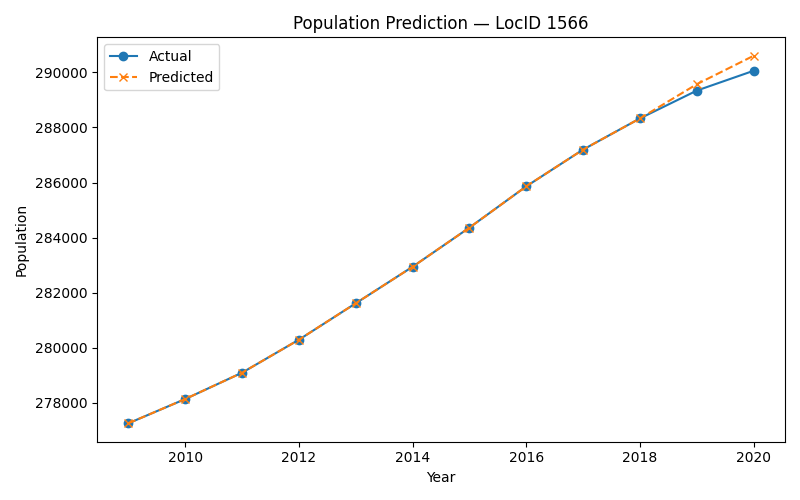 Population Prediction — LocID 1566
Actual
Predicted
290000
288000
286000
284000
282000
280000
278000
Population
2010 2012 2014 2016 2018 2020
Year